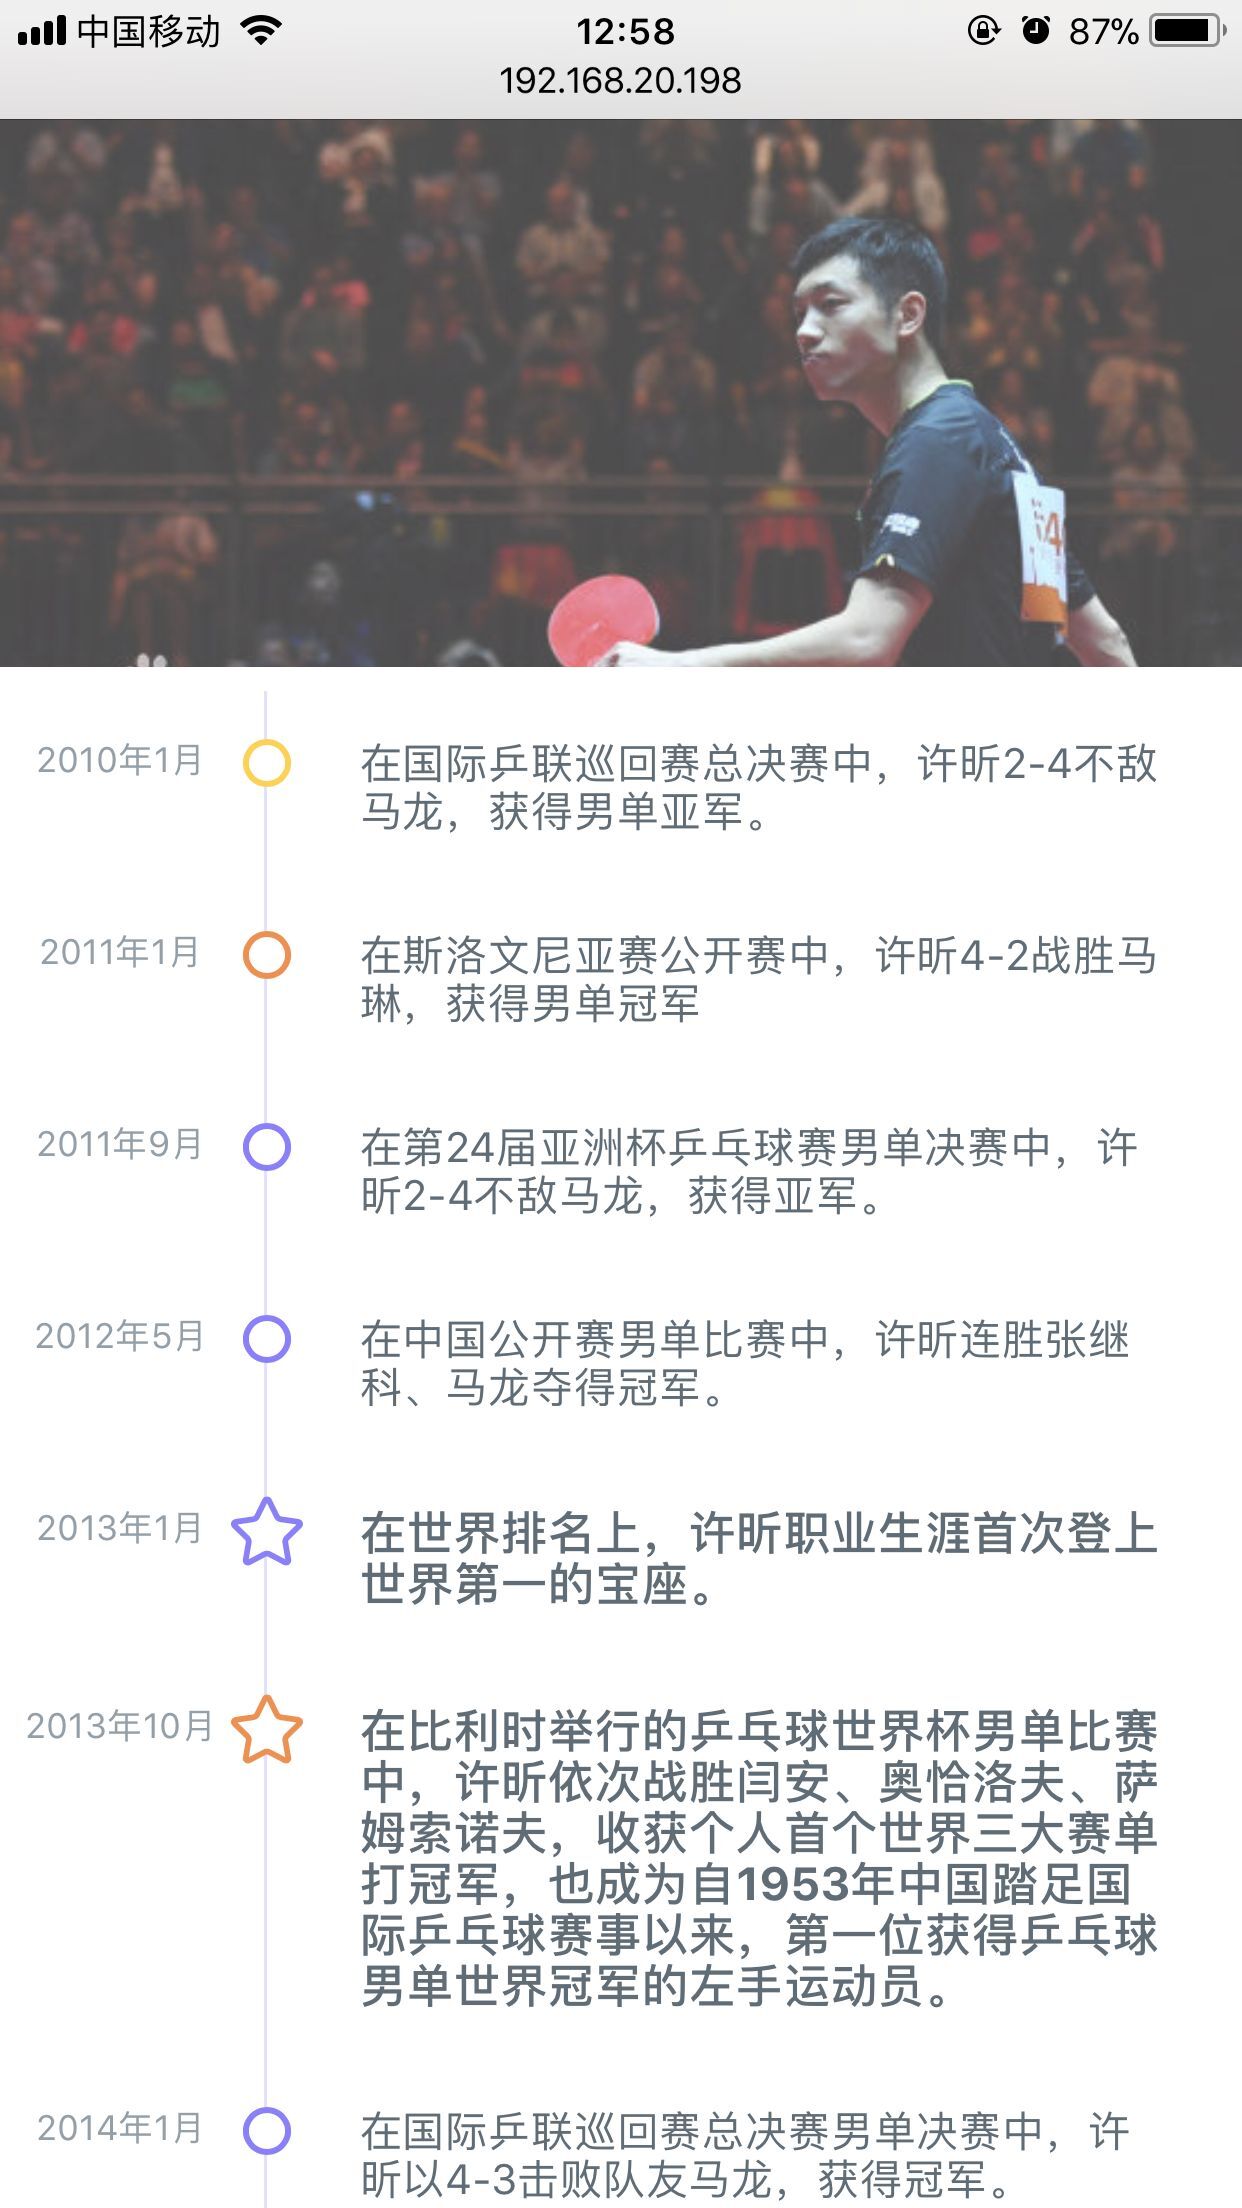 中国移动 12:58 87%
192.168.20.198
2010年1月
在国际乒联巡回赛总决赛中，许昕2-4不敌
马龙，获得男单亚军。
2011年1月
在斯洛文尼亚赛公开赛中，许昕4-2战胜马
琳，获得男单冠军
2011年9月
在第24届亚洲杯乒乓球赛男单决赛中，许
昕2-4不敌马龙，获得亚军。
2012年5月
在中国公开赛男单比赛中，许昕连胜张继
科、马龙夺得冠军。
2013年1月
在世界排名上，许昕职业生涯首次登上
世界第一的宝座。
2013年10月
在比利时举行的乒乓球世界杯男单比赛
中，许昕依次战胜闫安、奥恰洛夫、萨
姆索诺夫，收获个人首个世界三大赛单
打冠军，也成为自1953年中国踏足国
际乒乓球赛事以来，第一位获得乒乓球
男单世界冠军的左手运动员。
2014年1月
在国际乒联巡回赛总决赛男单决赛中，许
昕以4-3击败队友马龙，获得冠军。